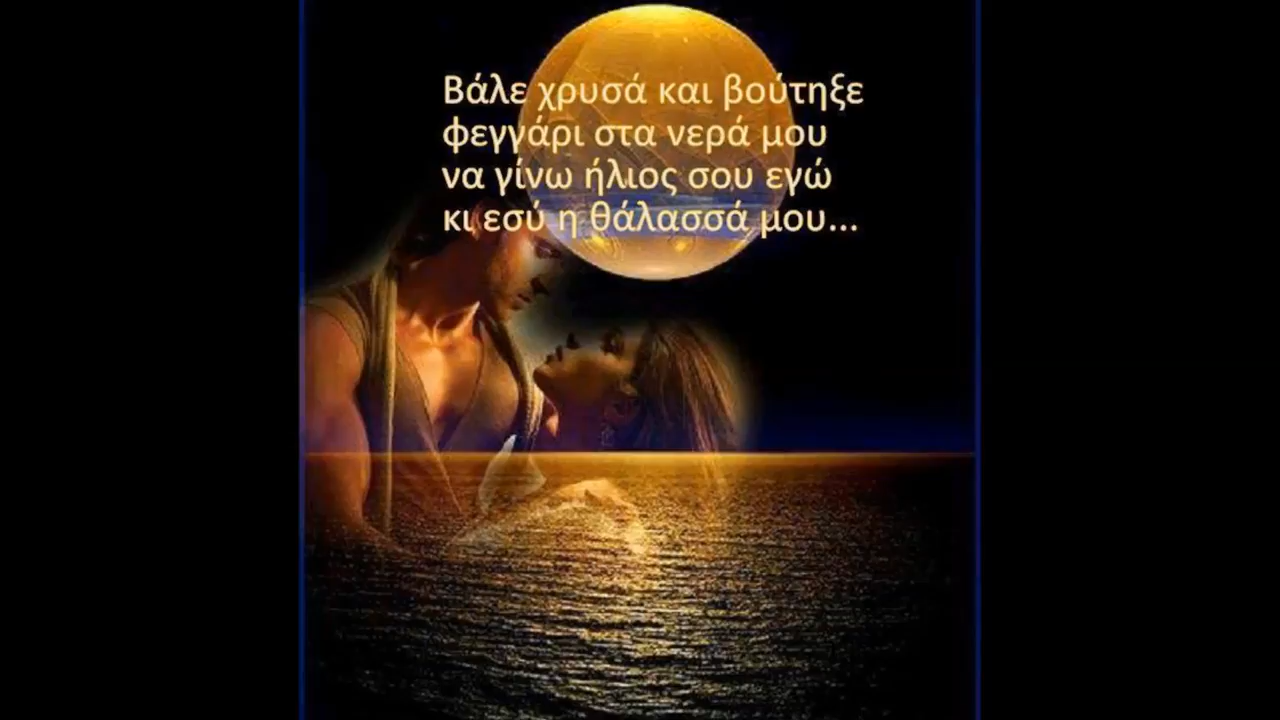 Βάλε χρυσά και βούτηξε
φεγγάρι στα νερά μου
να γίνω ήλιος σου εγώ
κι εσύ η θάλασσά μου...